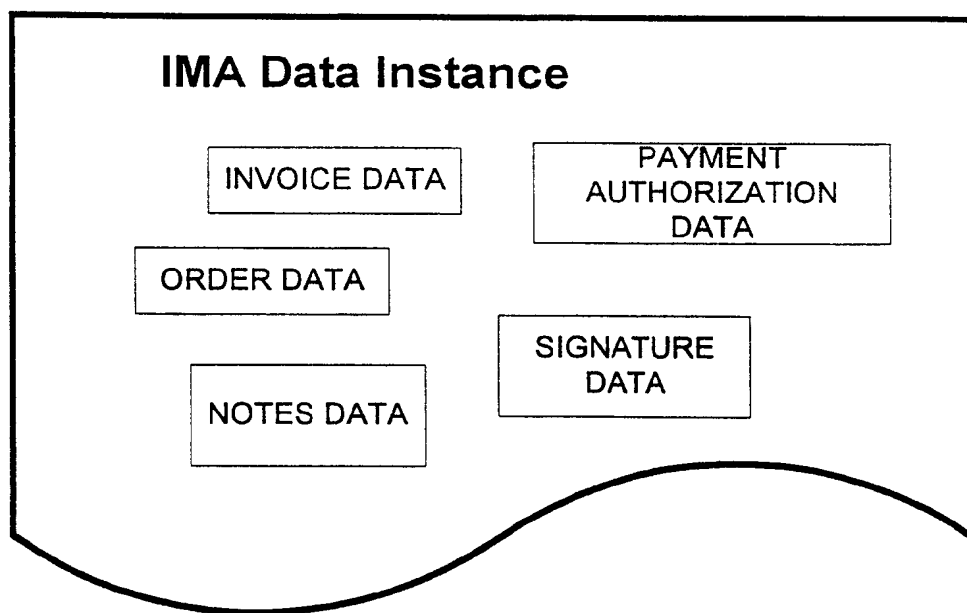 IMA Data Instance
INVOICE DATA
PAYMENT
AUTHORIZATION
DATA
ORDER DATA
SIGNATURE
DATA
NOTES DATA